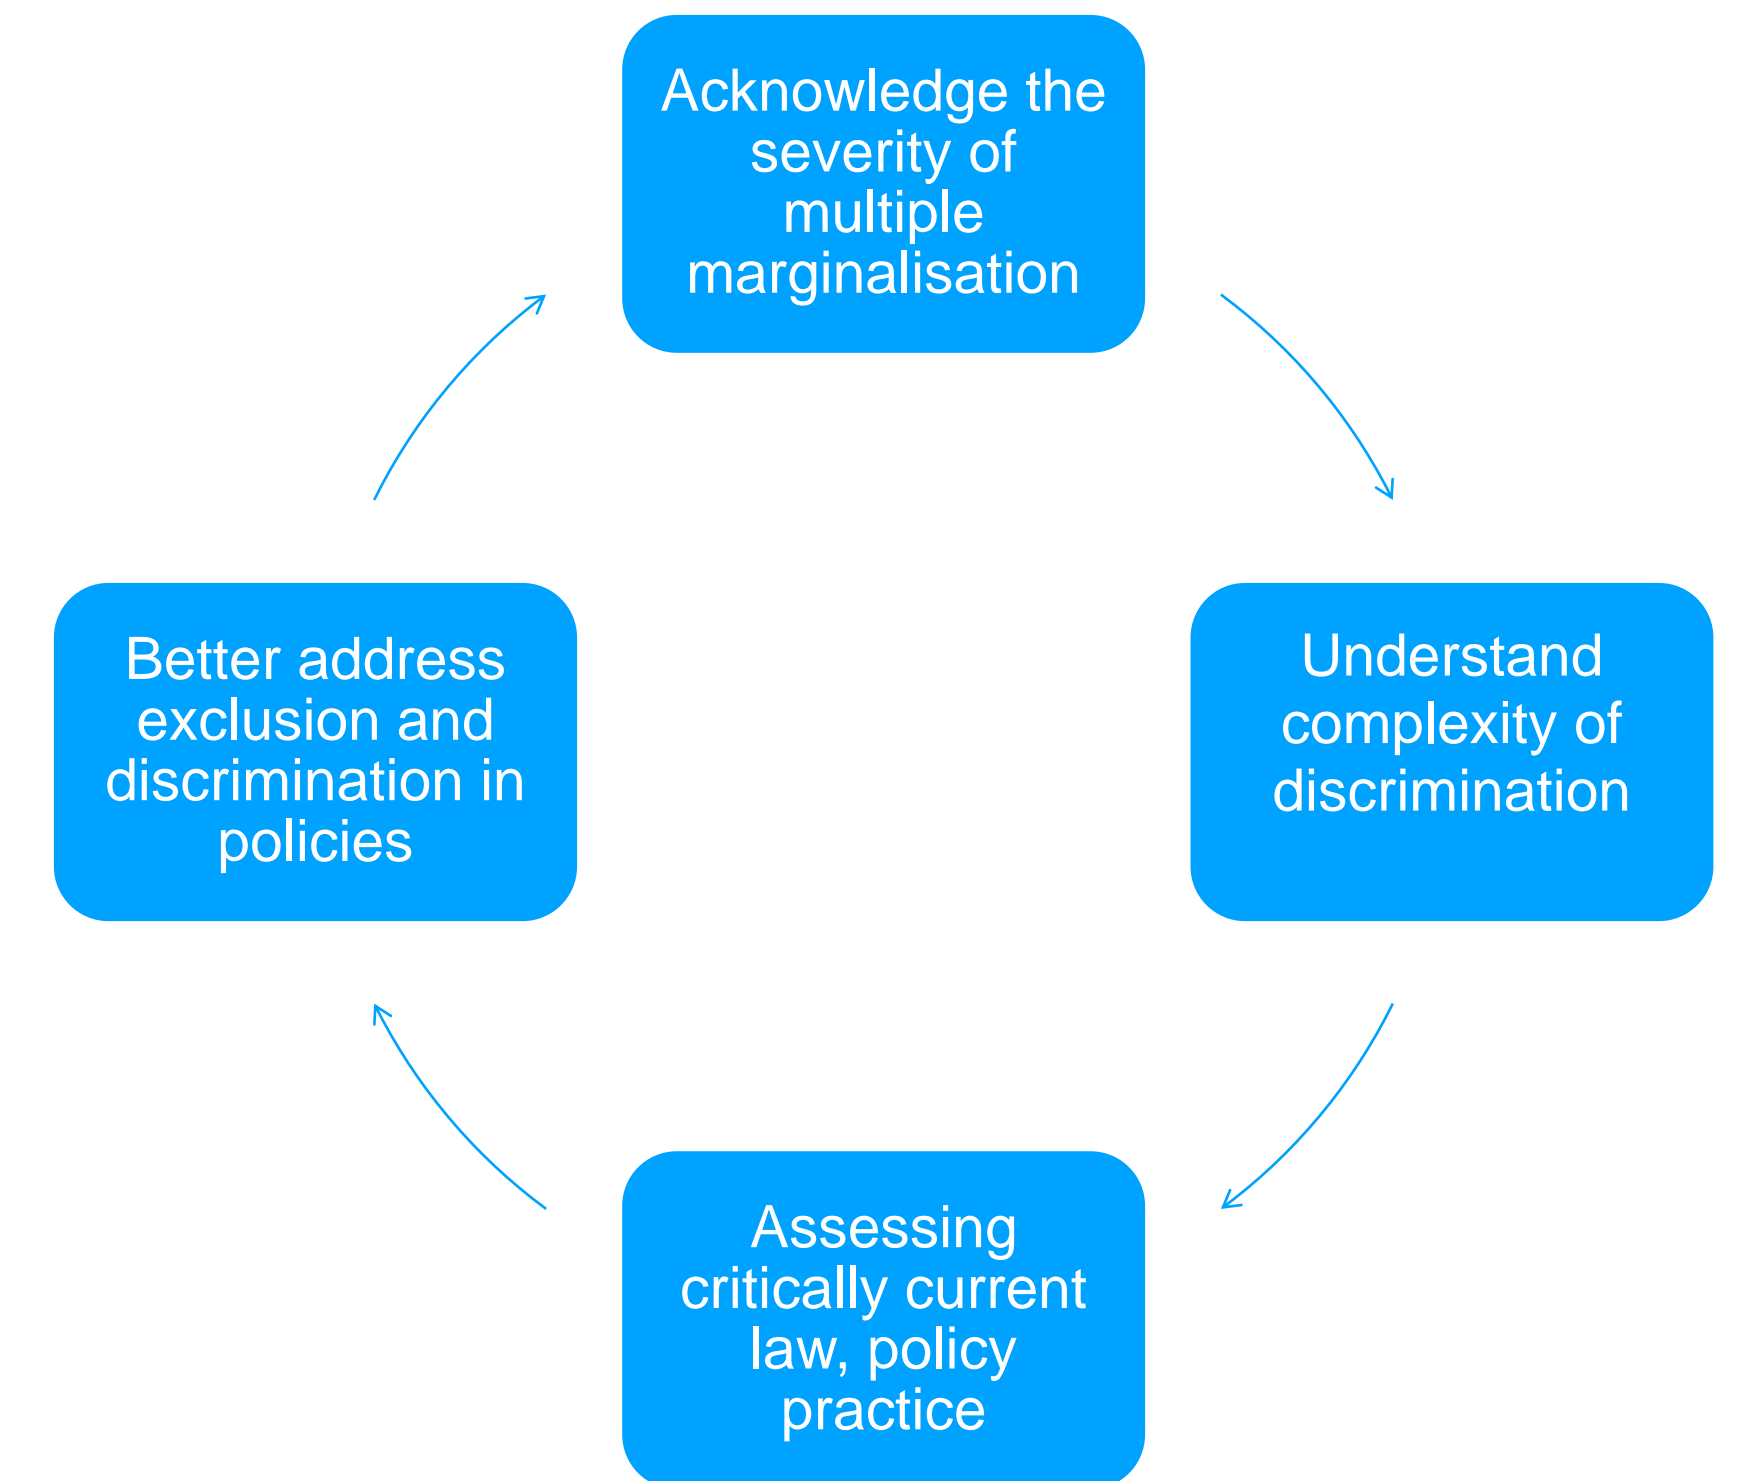 Acknowledge the
severity of
multiple
marginalisation
Understand
complexity of
discrimination
Assessing
critically current
law, policy
practice
Better address
exclusion and
discrimination in
policies